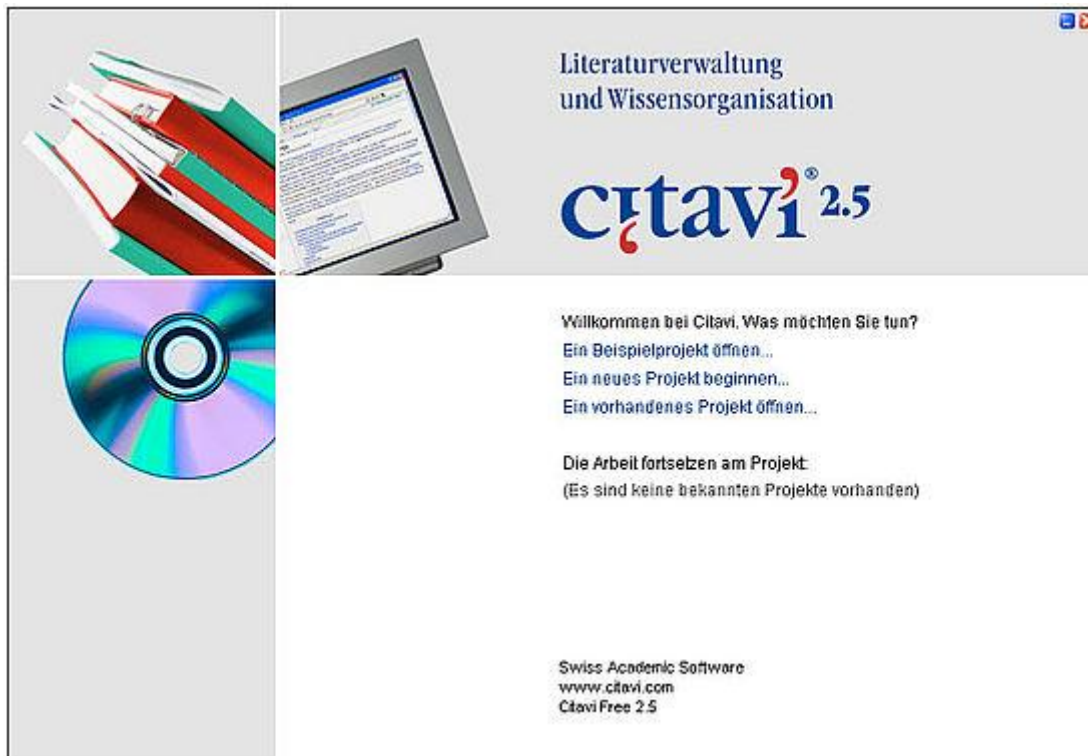 Literaturverwaltung
und Wissensorganisation
citavi® 2.5
Willkommen bei Citavi. Was möchten Sie tun?
Ein Beispielprojekt öffnen...
Ein neues Projekt beginnen...
Ein vorhandenes Projekt öffnen...
Die Arbeit fortsetzen am Projekt:
(Es sind keine bekannten Projekte vorhanden)
Swiss Academic Software
www.citavi.com
Citavi Free 2.5